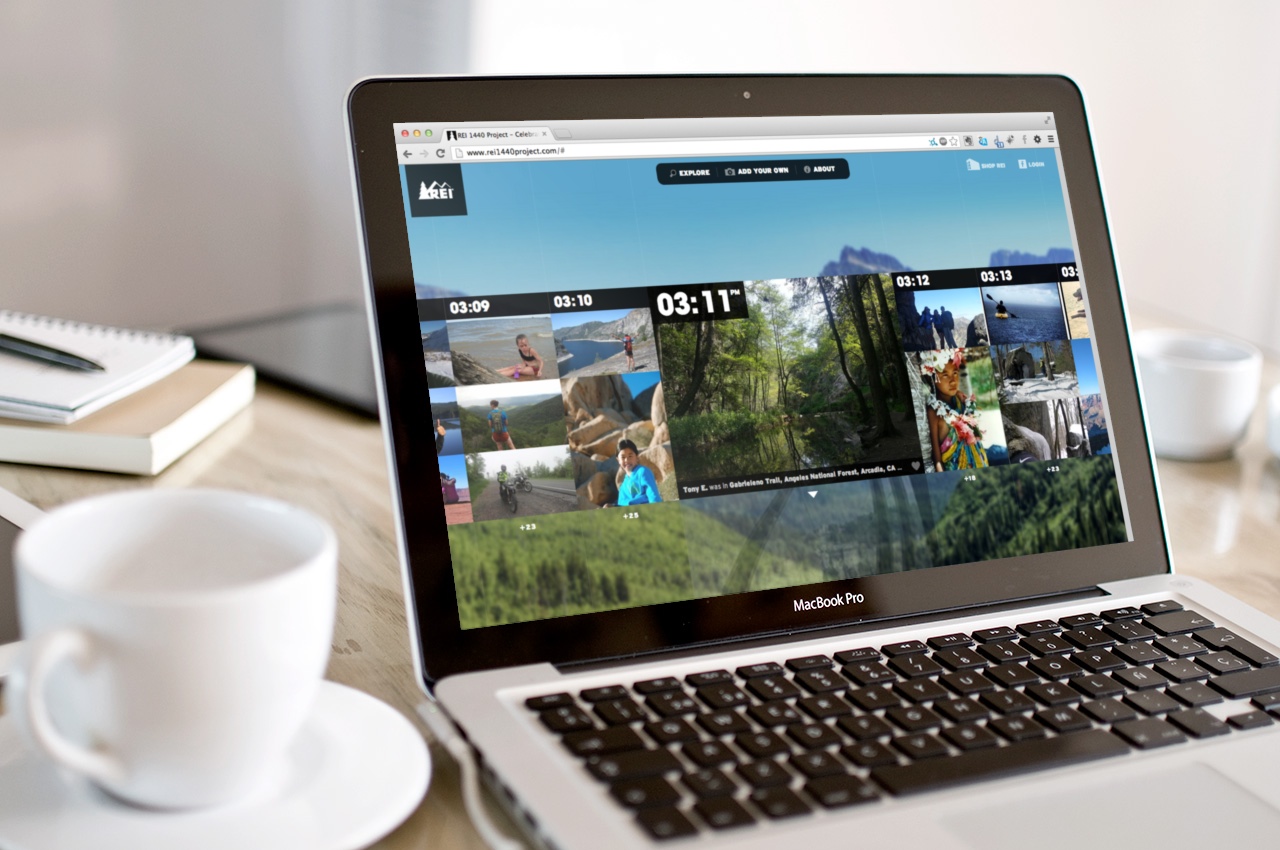 REI 1440 Project – Celebra
www.rei1440project.com/#
REI
EXPLORE
ADD YOUR OWN
ABOUT
SHOP REI
LOGIN
03:09
03:10
03:11 PM
03:12
03:13
03:
Tony E. was in Gabrieleno Trail, Angeles National Forest, Arcadia, CA ...
+23
+25
+18
+23
MacBook Pro
Q W E R T Y U I O P
A S D F G H J K L Ñ
Z X C V B N M